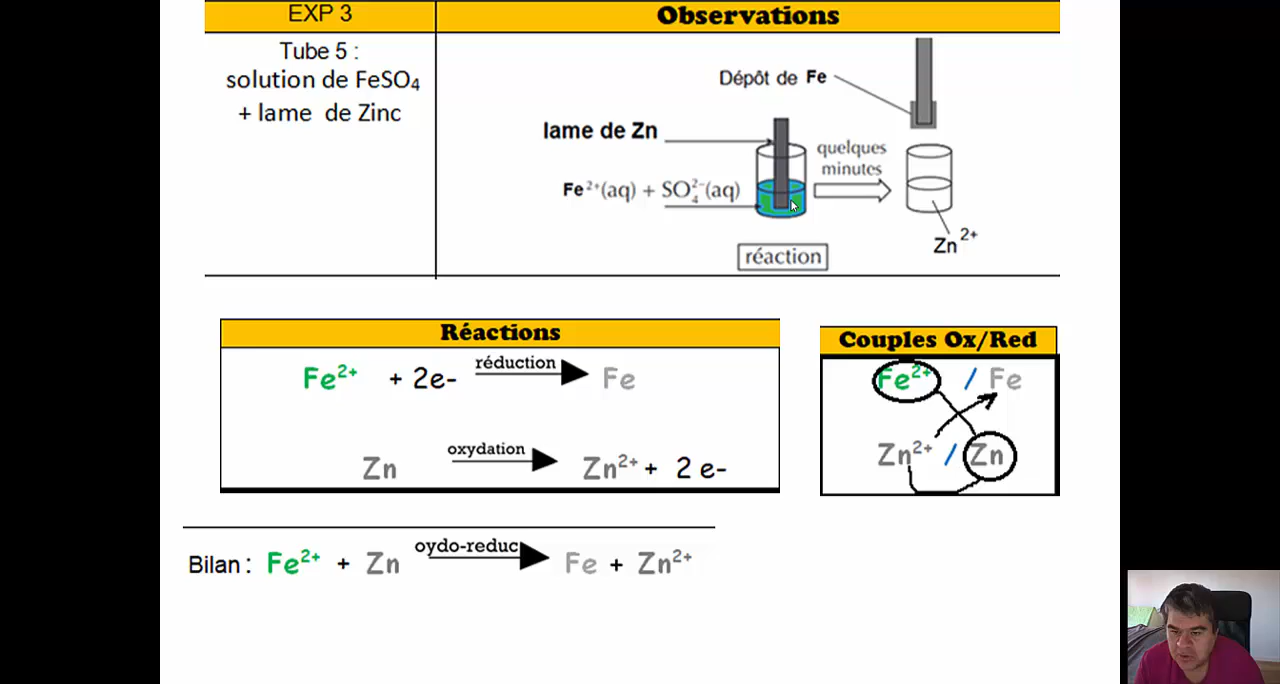 EXP 3
Observations
Tube 5 :
solution de FeSO₄
+ lame de Zinc
Dépôt de Fe
lame de Zn
quelques
minutes
Fe²⁺(aq) + SO₄²⁻(aq)
Zn²⁺
réaction
Réactions
Fe²⁺ + 2e- réduction Fe
Zn oxydation Zn²⁺ + 2 e-
Couples Ox/Red
Fe²⁺ / Fe
Zn²⁺ / Zn
Bilan : Fe²⁺ + Zn oydo-reduc Fe + Zn²⁺